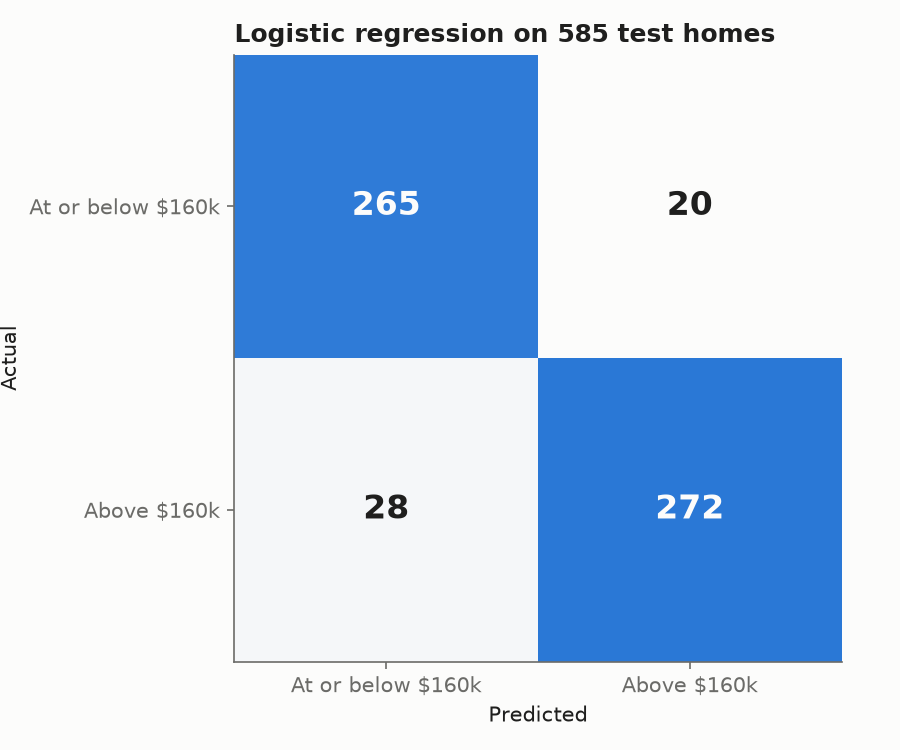 Logistic regression on 585 test homes
At or below $160k
265
20
Actual
Above $160k
28
272
At or below $160k
Above $160k
Predicted